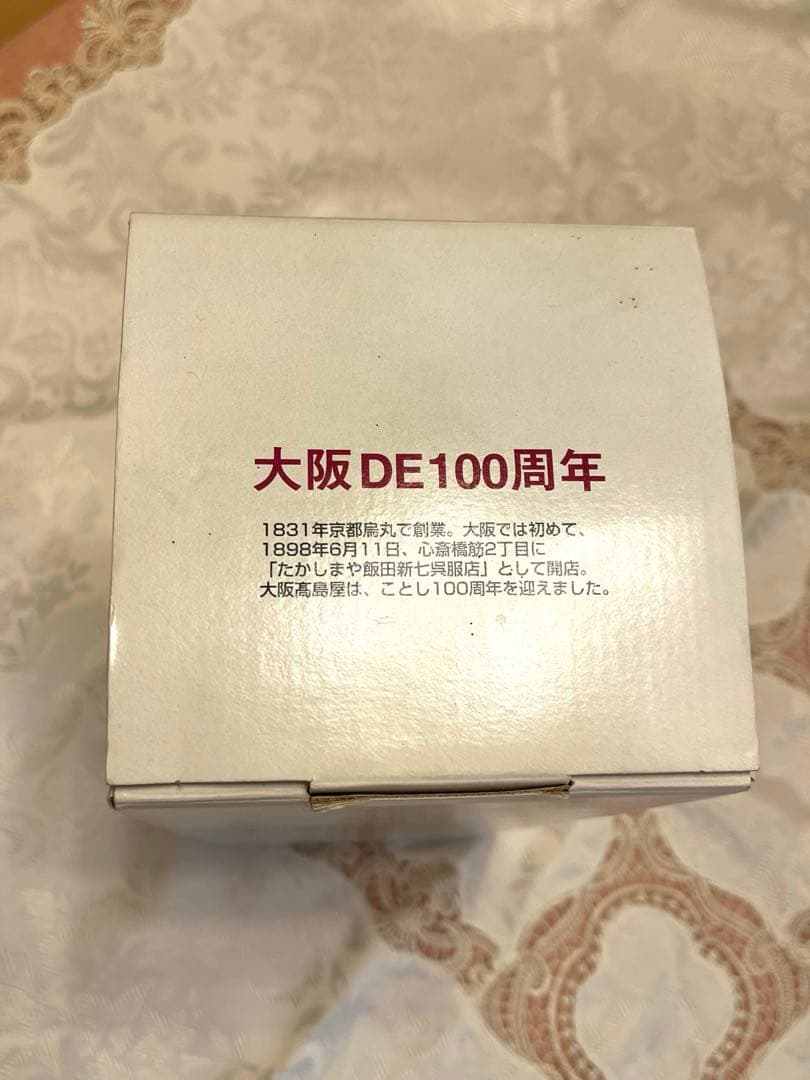 大阪DE100周年
1831年京都烏丸で創業。大阪では初めて、
1898年6月11日、心斎橋筋2丁目に
「たかしまや飯田新七呉服店」として開店。
大阪髙島屋は、ことし100周年を迎えました。